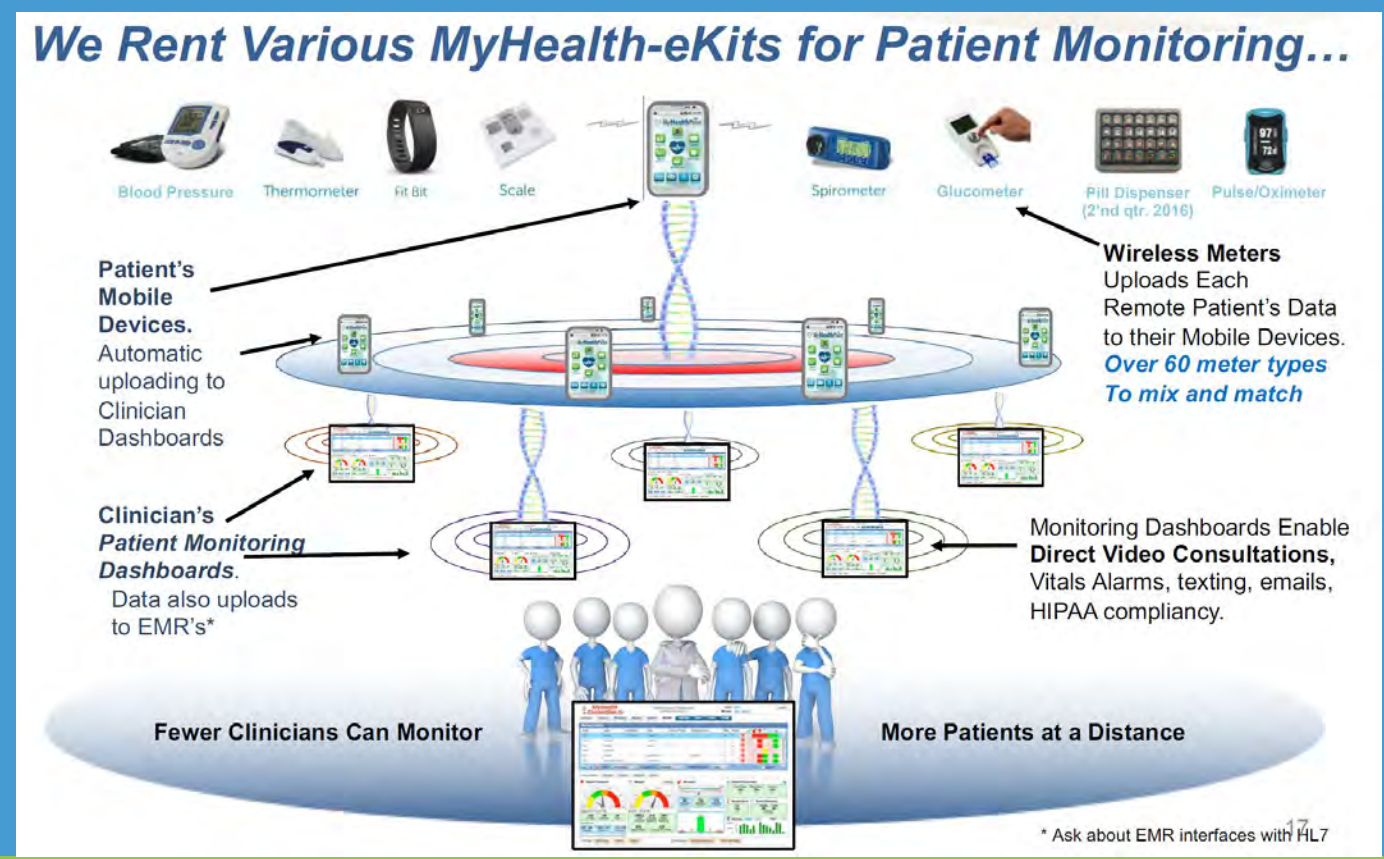 We Rent Various MyHealth-eKits for Patient Monitoring…
Blood Pressure
Thermometer
Fit Bit
Scale
Spirometer
Glucometer
Pill Dispenser
(2'nd qtr. 2016)
Pulse/Oximeter
97
72
Patient's
Mobile
Devices.
Automatic
uploading to
Clinician
Dashboards
Wireless Meters
Uploads Each
Remote Patient's Data
to their Mobile Devices.
Over 60 meter types
To mix and match
Clinician's
Patient Monitoring
Dashboards.
Data also uploads
to EMR's*
Monitoring Dashboards Enable
Direct Video Consultations,
Vitals Alarms, texting, emails,
HIPAA compliancy.
Fewer Clinicians Can Monitor
More Patients at a Distance
* Ask about EMR interfaces with HL7
17